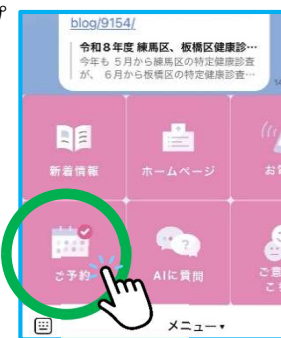 blog/9154/
令和８年度 練馬区、板橋区健康診…
今年も ５月から練馬区の特定健康診査
が、 ６月から板橋区の特定健康診査…
新着情報
ホームページ
ご予約
AIに質問
メニュー▼